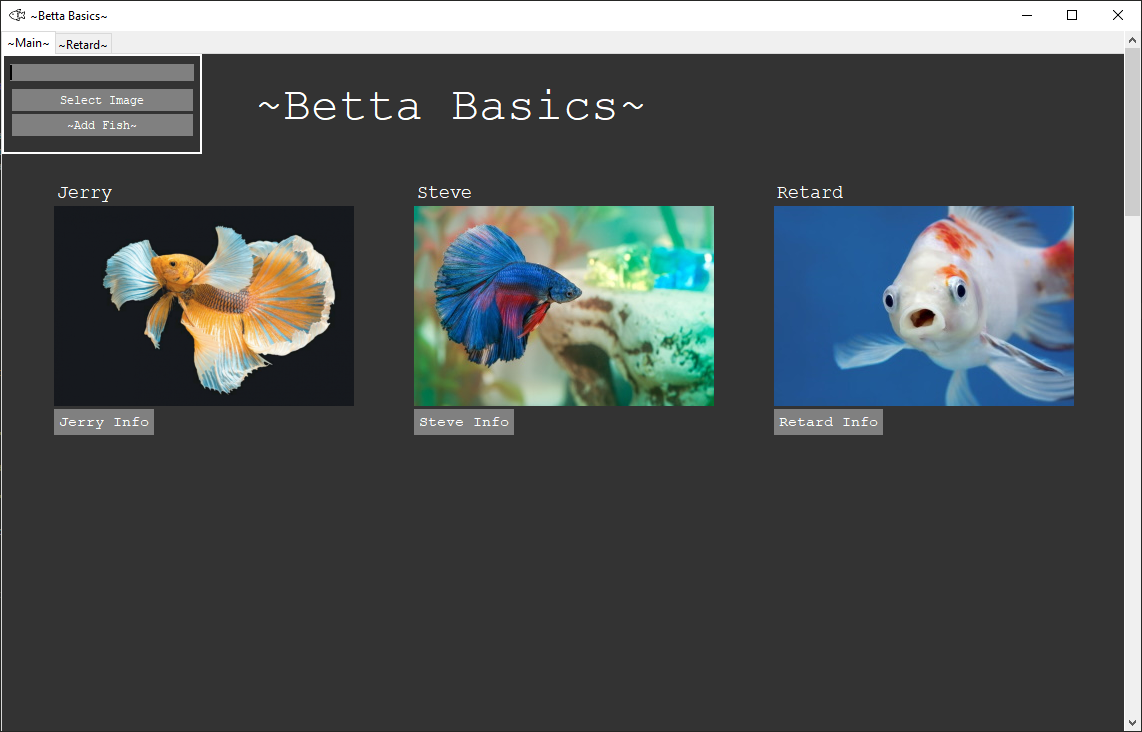 ~Betta Basics~
~Main~ ~Retard~
Select Image
~Add Fish~
~Betta Basics~
Jerry Steve Retard
Jerry Info Steve Info Retard Info